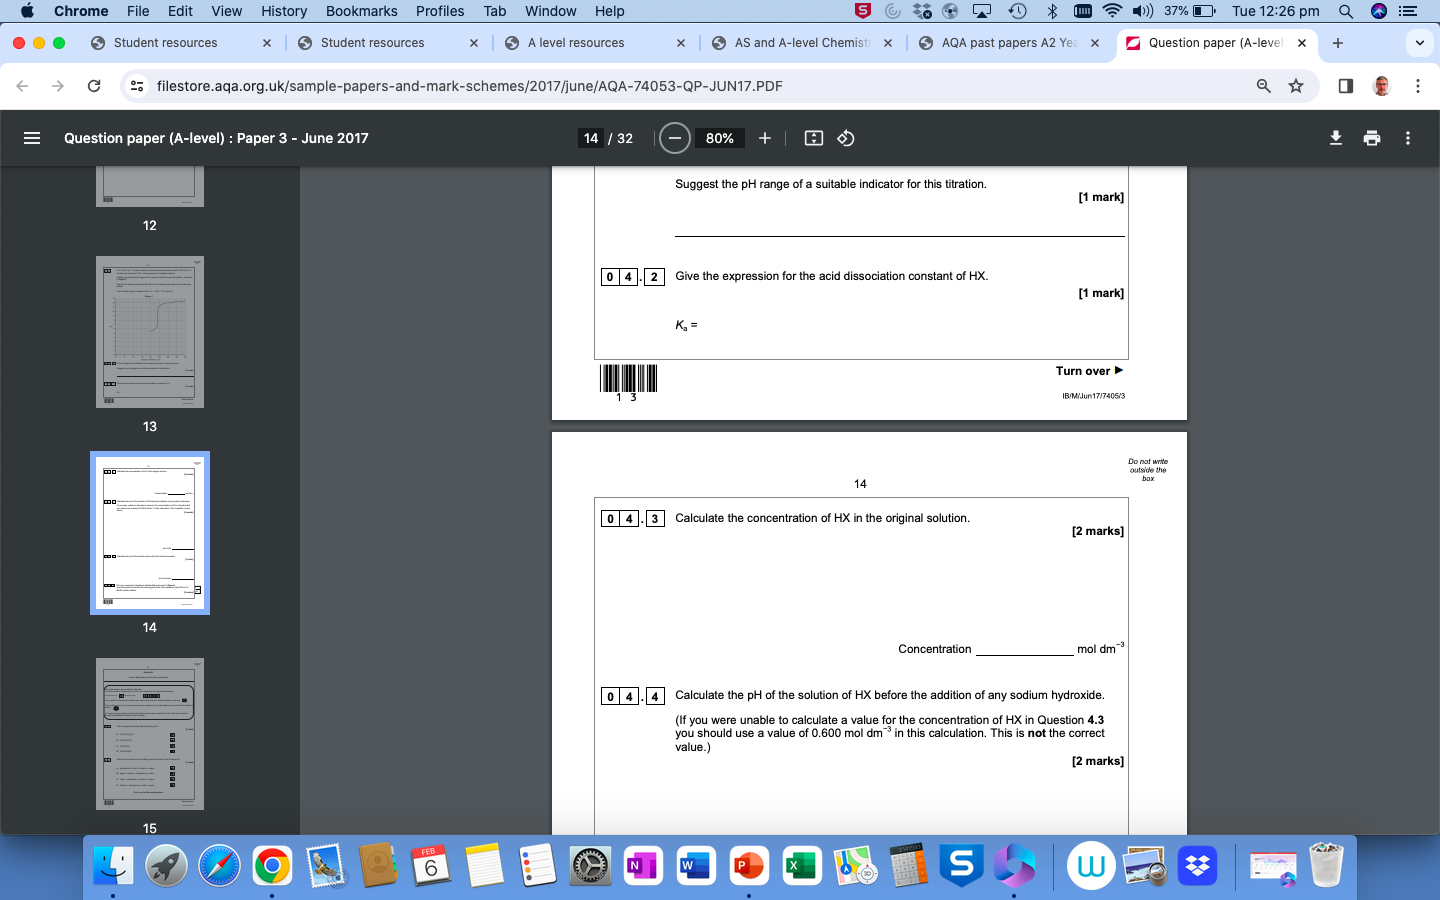 Chrome File Edit View History Bookmarks Profiles Tab Window Help 37% Tue 12:26 pm
Student resources Student resources A level resources AS and A-level Chemist AQA past papers A2 Yea Question paper (A-level
filestore.aqa.org.uk/sample-papers-and-mark-schemes/2017/june/AQA-74053-QP-JUN17.PDF
Question paper (A-level) : Paper 3 - June 2017 14 / 32 80%
12
13
14
15
Suggest the pH range of a suitable indicator for this titration.
[1 mark]
0 4 . 2 Give the expression for the acid dissociation constant of HX.
[1 mark]
Kₐ =
Turn over
1 3
IB/M/Jun17/7405/3
Do not write
outside the
box
14
0 4 . 3 Calculate the concentration of HX in the original solution.
[2 marks]
Concentration mol dm⁻³
0 4 . 4 Calculate the pH of the solution of HX before the addition of any sodium hydroxide.
(If you were unable to calculate a value for the concentration of HX in Question 4.3
you should use a value of 0.600 mol dm⁻³ in this calculation. This is not the correct
value.)
[2 marks]
FEB
6
N W P X 3D S W